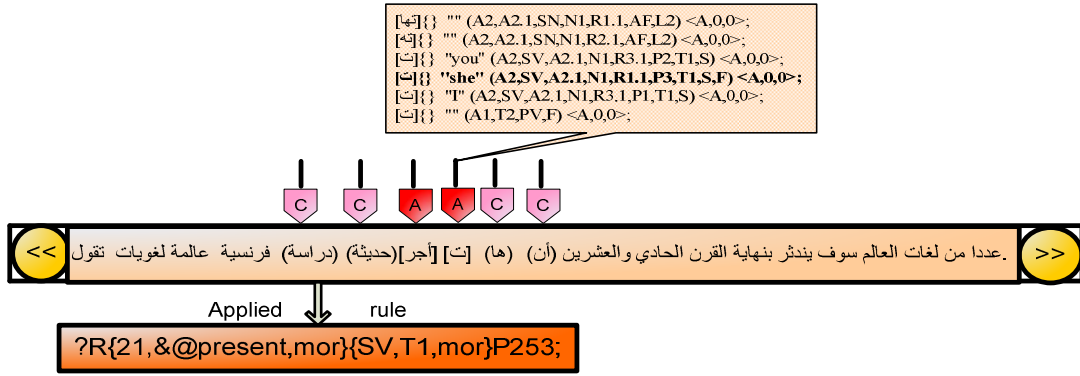 [تها]{} "" (A2,A2.1,SN,N1,R1.1,AF,L2) <A,0,0>;
[ته]{} "" (A2,A2.1,SN,N1,R2.1,AF,L2) <A,0,0>;
[ت]{} "you" (A2,SV,A2.1,N1,R3.1,P2,T1,S) <A,0,0>;
[ت]{} "she" (A2,SV,A2.1,N1,R1.1,P3,T1,S,F) <A,0,0>;
[ت]{} "I" (A2,SV,A2.1,N1,R3.1,P1,T1,S) <A,0,0>;
[ت]{} "" (A1,T2,PV,F) <A,0,0>;
C C A A C C
<< .عددا من لغات العالم سوف يندثر بنهاية القرن الحادي والعشرين (أن) (ها) [ت] [أجر](حديثة) (دراسة) فرنسية عالمة لغويات تقول >>
Applied rule
?R{21,&@present,mor}{SV,T1,mor}P253;